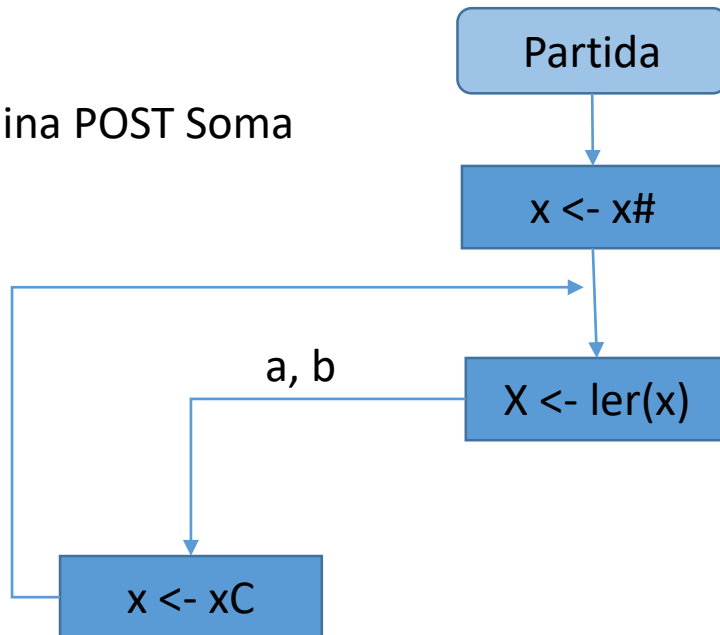 Partida
ina POST Soma
x <- x#
a, b
X <- ler(x)
x <- xC